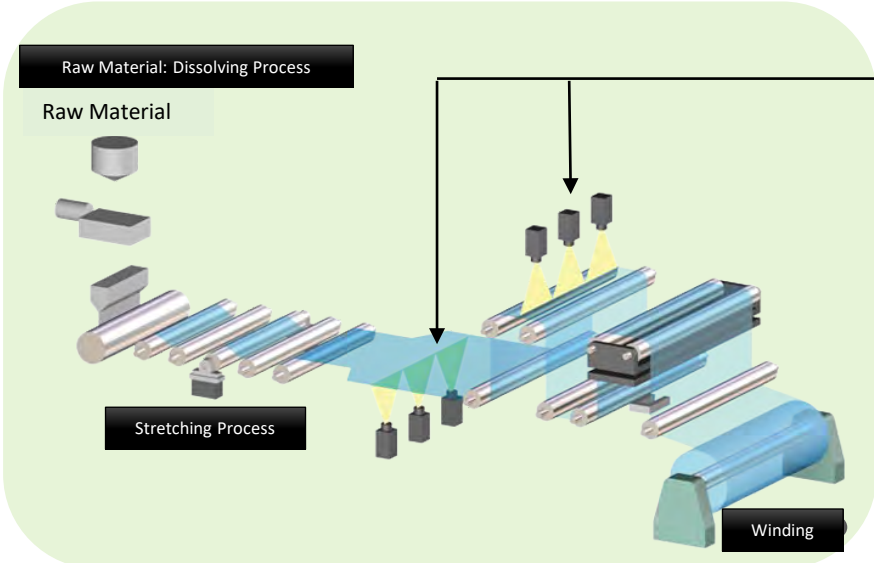 Raw Material: Dissolving Process
Raw Material
Stretching Process
Winding